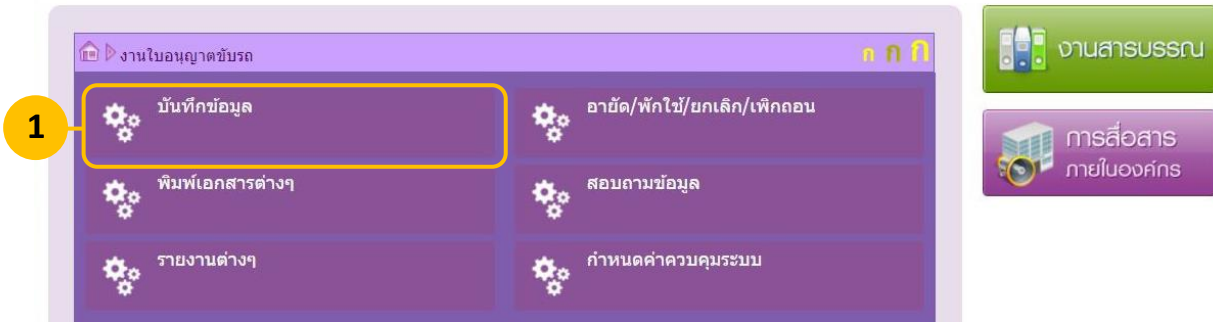 งานใบอนุญาตขับรถ
ก ก ก
1
บันทึกข้อมูล
อายัด/พักใช้/ยกเลิก/เพิกถอน
พิมพ์เอกสารต่างๆ
สอบถามข้อมูล
รายงานต่างๆ
กำหนดค่าควบคุมระบบ
งานสารบรรณ
การสื่อสาร
ภายในองค์กร